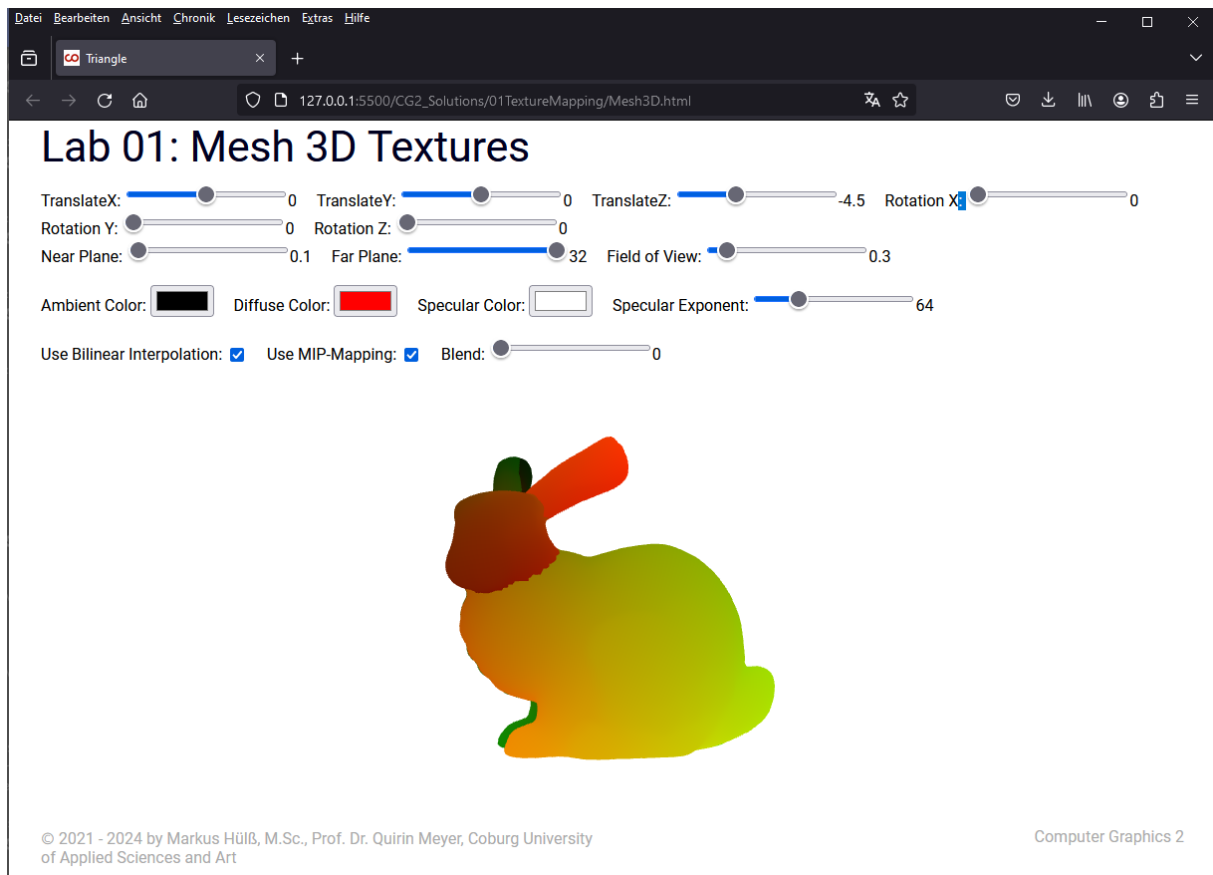 Datei Bearbeiten Ansicht Chronik Lesezeichen Extras Hilfe
Triangle
127.0.0.1:5500/CG2_Solutions/01TextureMapping/Mesh3D.html
Lab 01: Mesh 3D Textures
TranslateX: 0 TranslateY: 0 TranslateZ: -4.5 Rotation X: 0
Rotation Y: 0 Rotation Z: 0
Near Plane: 0.1 Far Plane: 32 Field of View: 0.3
Ambient Color: Diffuse Color: Specular Color: Specular Exponent: 64
Use Bilinear Interpolation: Use MIP-Mapping: Blend: 0
© 2021 - 2024 by Markus Hülß, M.Sc., Prof. Dr. Quirin Meyer, Coburg University
of Applied Sciences and Art
Computer Graphics 2